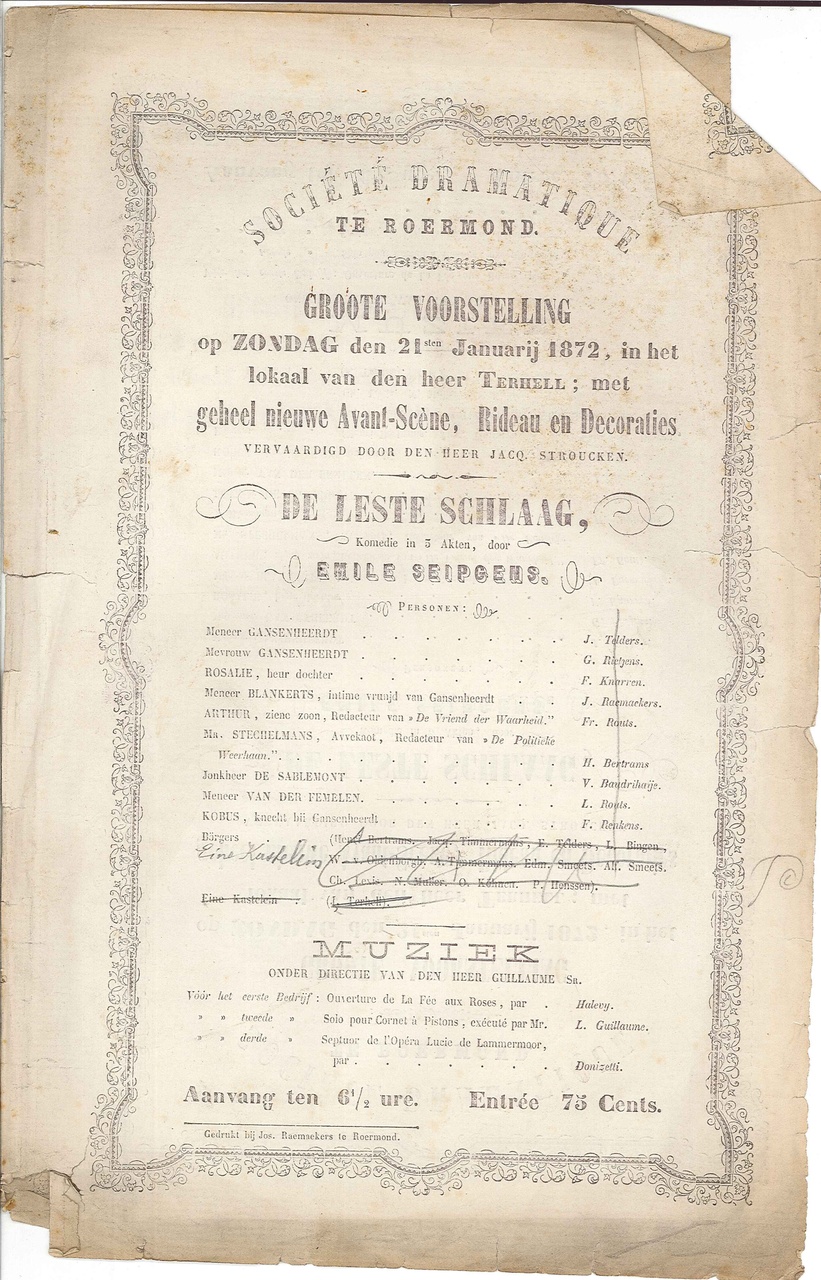 SOCIÉTÉ DRAMATIQUE
TE ROERMOND.
GROOTE VOORSTELLING
op ZONDAG den 21sten Januarij 1872, in het
lokaal van den heer TERHELL; met
geheel nieuwe Avant-Scène, Rideau en Decoraties
VERVAARDIGD DOOR DEN HEER JACQ. STROUCKEN.
DE LESTE SCHLAAG,
Komedie in 3 Akten, door
EMILE SEIPGENS.
PERSONEN:
Meneer GANSENHEERDT . . . . . . . J. Telders.
Mevrouw GANSENHEERDT . . . . . . . G. Rietjens.
ROSALIE, heur dochter . . . . . . . F. Knarren.
Meneer BLANKERTS, intime vrunjd van Gansenheerdt . . J. Raemaekers.
ARTHUR, ziene zoon, Redacteur van »De Vriend der Waarheid.” Fr. Routs.
MR. STECHELMANS, Avvekaot, Redacteur van »De Politieke
Weerhaan.” . . . . . . . . H. Bertrams
Jonkheer DE SABLEMONT . . . . . . V. Baudrihaije.
Meneer VAN DER FEMELEN. . . . . . . L. Routs.
KOBUS, knecht bij Gansenheerdt . . . . . . F. Renkens.
Börgers (Henri Bertrams. Jacq. Timmermans, E. Telders, L. Bingen,
Eine Kastelin W. v. Oldenborgh. A. Timmermans. Edm. Smeets. Alf. Smeets.
Ch. Lexis. N. Muller. O. Köhnen. P. Henssen).
Eine Kastelein . (J. Terhell).
MUZIEK
ONDER DIRECTIE VAN DEN HEER GUILLAUME SR.
Vóór het eerste Bedrijf: Ouverture de La Fée aux Roses, par . Halevy.
» » tweede » Solo pour Cornet à Pistons, exécuté par Mr. L. Guillaume.
» » derde » Septuor de l'Opéra Lucie de Lammermoor,
par . . . . . . . Donizetti.
Aanvang ten 6 1/2 ure. Entrée 75 Cents.
Gedrukt bij Jos. Raemaekers te Roermond.